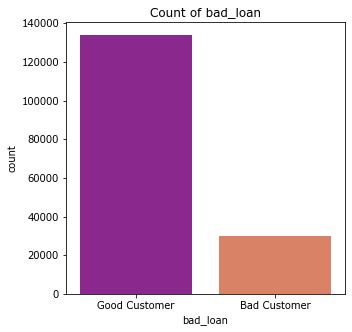 Count of bad_loan
140000
120000
100000
80000
60000
40000
20000
0
count
Good Customer
Bad Customer
bad_loan